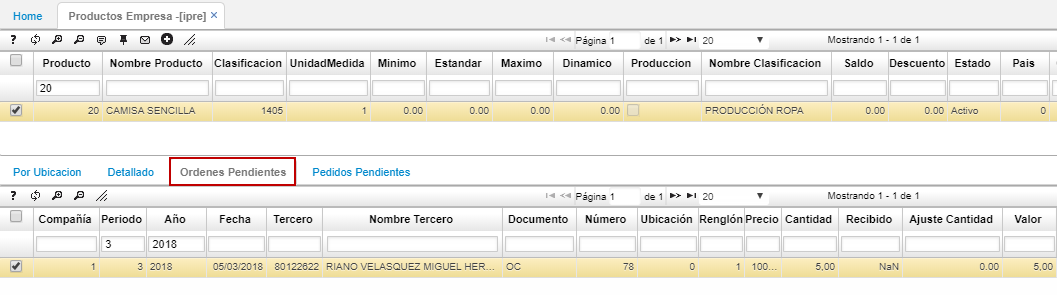 Home Productos Empresa -[ipre] ×
? Página 1 de 1 20 Mostrando 1 - 1 de 1
Producto Nombre Producto Clasificacion UnidadMedida Minimo Estandar Maximo Dinamico Produccion Nombre Clasificacion Saldo Descuento Estado Pais
20
20 CAMISA SENCILLA 1405 1 0.00 0.00 0.00 0.00 PRODUCCIÓN ROPA 0.00 0.00 Activo 0
Por Ubicacion Detallado Ordenes Pendientes Pedidos Pendientes
? Página 1 de 1 20 Mostrando 1 - 1 de 1
Compañía Periodo Año Fecha Tercero Nombre Tercero Documento Número Ubicación Renglón Precio Cantidad Recibido Ajuste Cantidad Valor
3 2018
1 3 2018 05/03/2018 80122622 RIANO VELASQUEZ MIGUEL HER... OC 78 0 1 100... 5,00 NaN 0.00 5,00